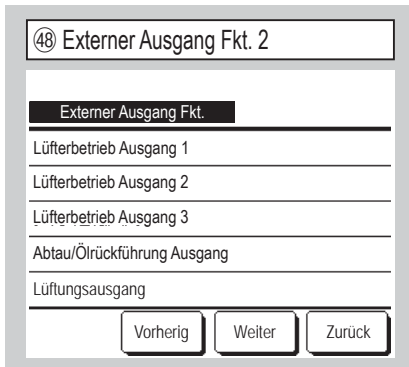 ㊽ Externer Ausgang Fkt. 2
Externer Ausgang Fkt.
Lüfterbetrieb Ausgang 1
Lüfterbetrieb Ausgang 2
Lüfterbetrieb Ausgang 3
Abtau/Ölrückführung Ausgang
Lüftungsausgang
Vorherig Weiter Zurück